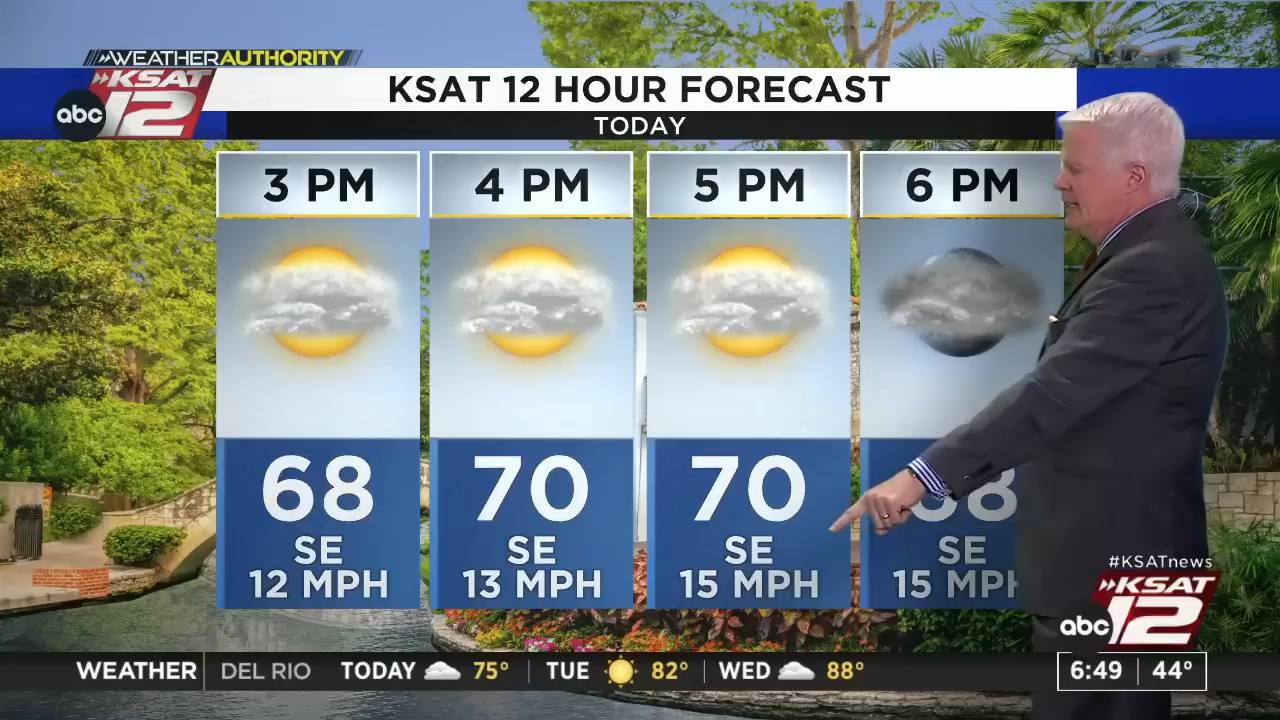 WEATHERAUTHORITY
KSAT
abc 12
KSAT 12 HOUR FORECAST
TODAY
3 PM
4 PM
5 PM
6 PM
68
70
70
SE
12 MPH
SE
13 MPH
SE
15 MPH
SE
15 MPH
#KSATnews
KSAT
abc 12
WEATHER DEL RIO TODAY 75° TUE 82° WED 88°
6:49 44°